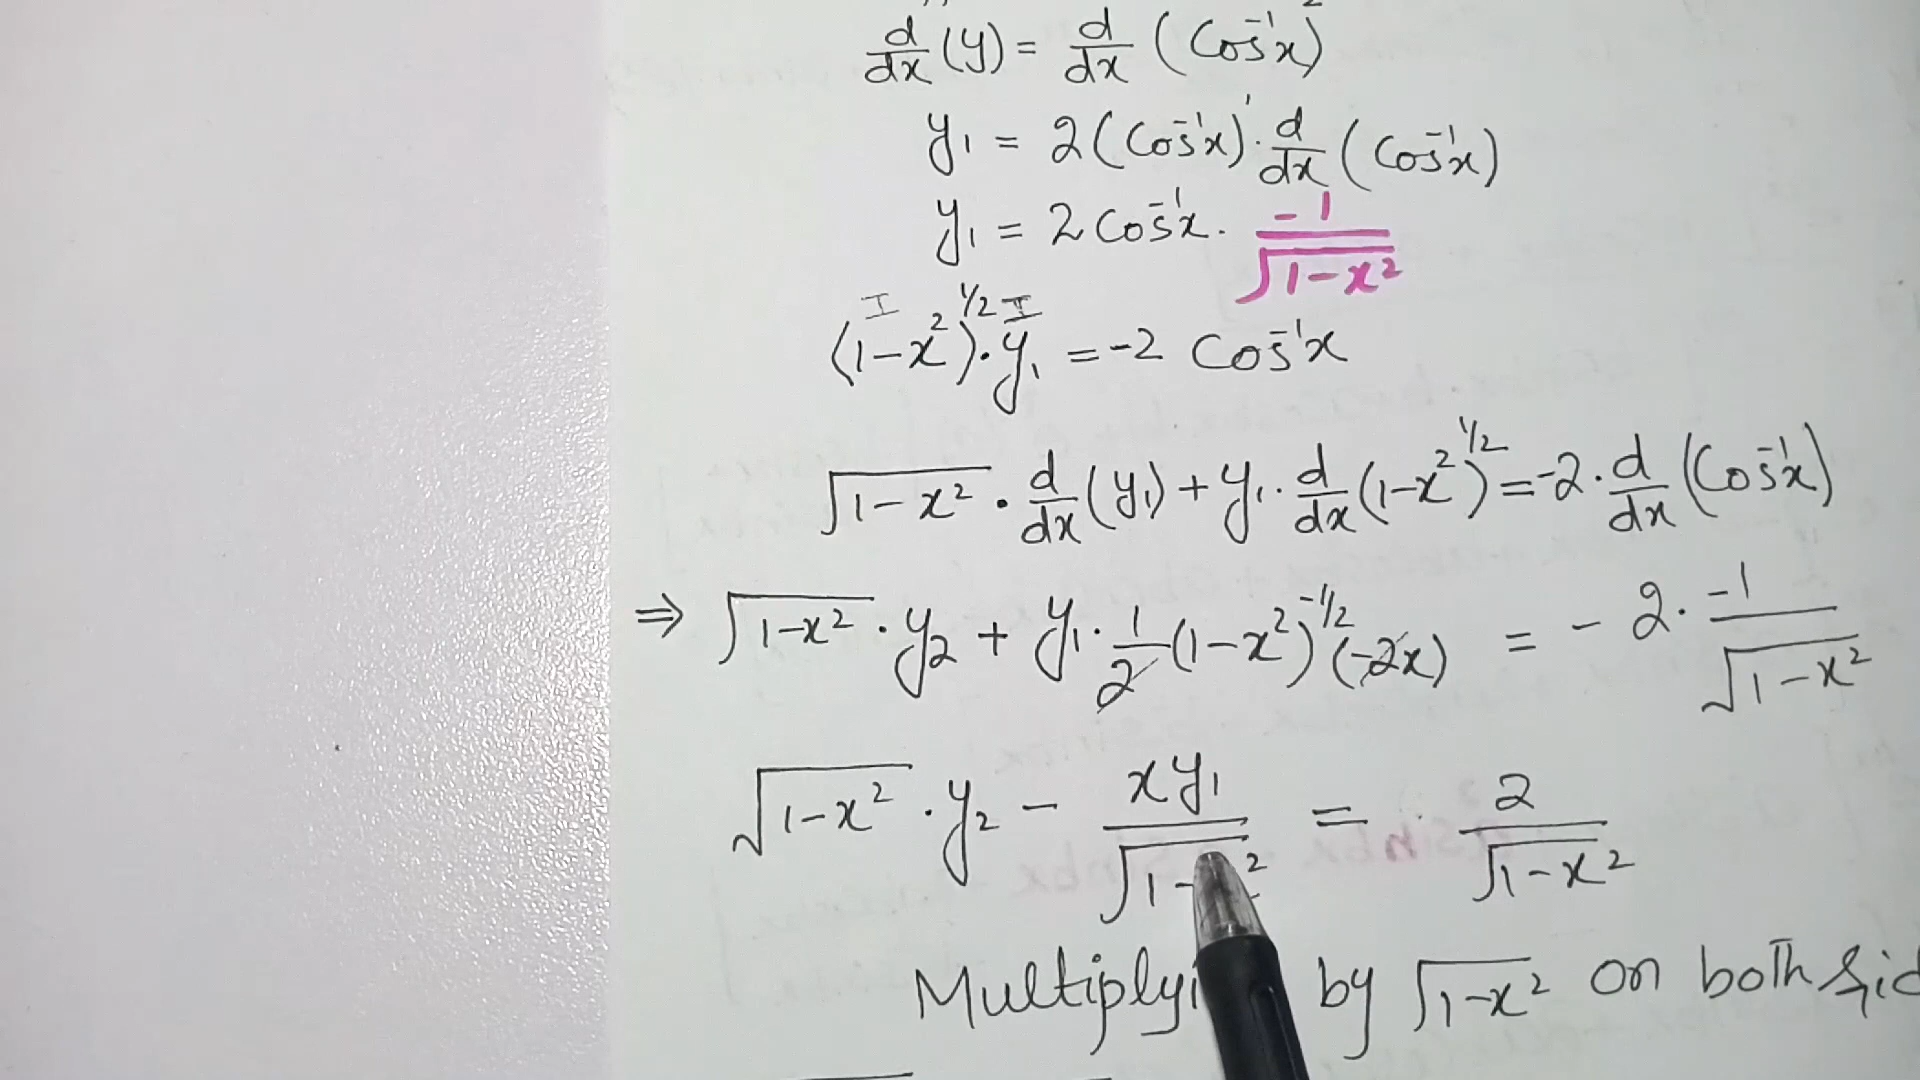 d/dx (y) = d/dx (Cos⁻¹x)²
y₁ = 2(Cos⁻¹x)¹ · d/dx (Cos⁻¹x)
y₁ = 2 Cos⁻¹x · -1/√1-x²
I I
(1-x²)^1/2 · y₁ = -2 Cos⁻¹x
√1-x² · d/dx (y₁) + y₁ · d/dx (1-x²)^1/2 = -2 · d/dx (Cos⁻¹x)
⇒ √1-x² · y₂ + y₁ · 1/2 (1-x²)^-1/2 (-2x) = -2 · -1/√1-x²
√1-x² · y₂ - xy₁/√1-x² = 2/√1-x²
by √1-x² on both